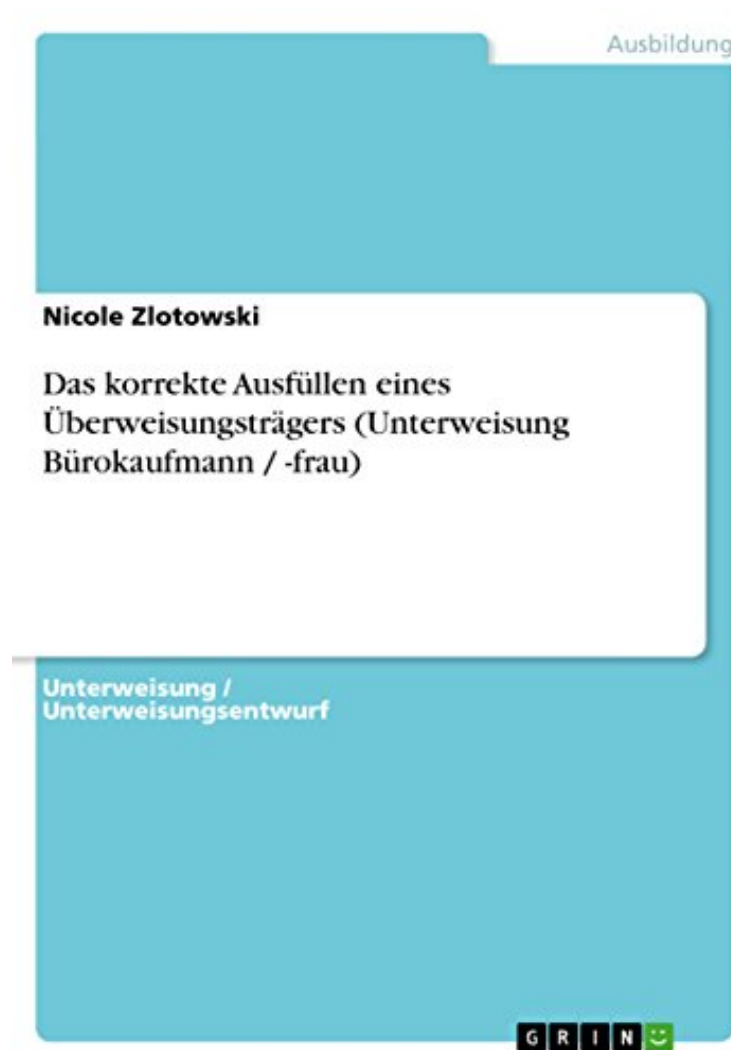 Ausbildung
Nicole Zlotowski
Das korrekte Ausfüllen eines
Überweisungsträgers (Unterweisung
Bürokaufmann / -frau)
Unterweisung /
Unterweisungsentwurf
GRIN